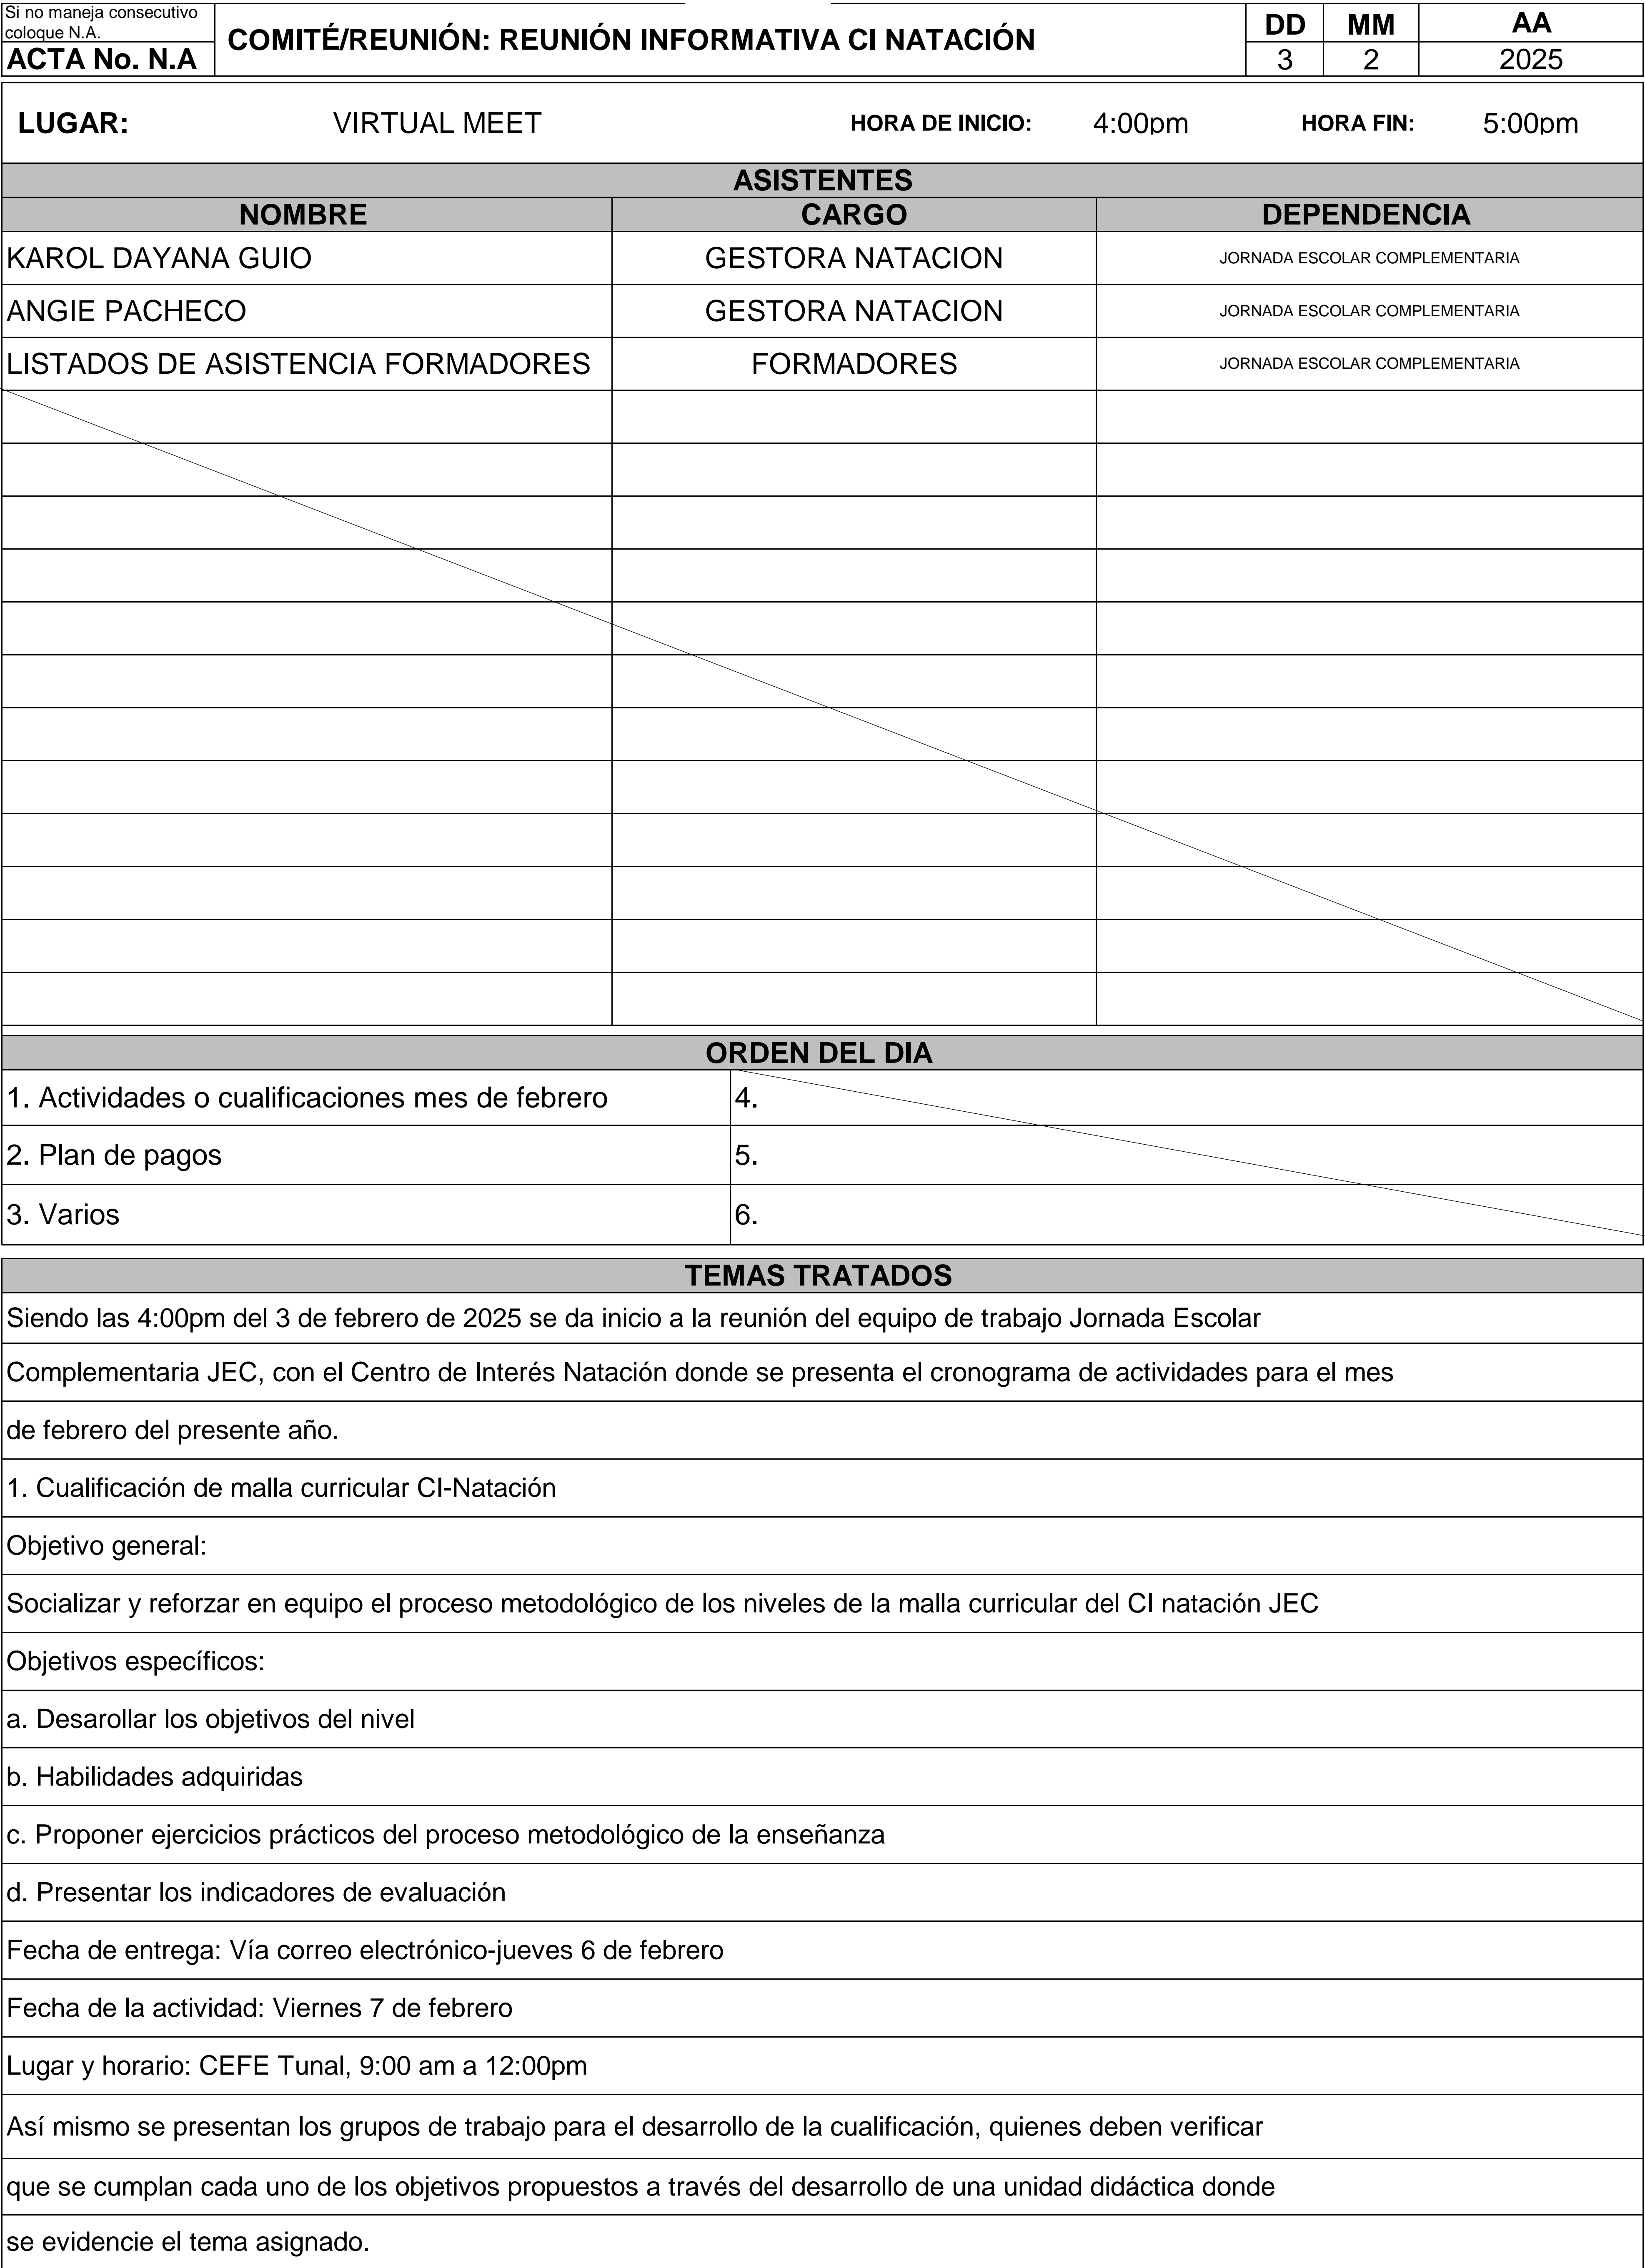 Si no maneja consecutivo
coloque N.A.
ACTA No. N.A
COMITÉ/REUNIÓN: REUNIÓN INFORMATIVA CI NATACIÓN
DD MM AA
3 2 2025
LUGAR: VIRTUAL MEET HORA DE INICIO: 4:00pm HORA FIN: 5:00pm
ASISTENTES
NOMBRE CARGO DEPENDENCIA
KAROL DAYANA GUIO GESTORA NATACION JORNADA ESCOLAR COMPLEMENTARIA
ANGIE PACHECO GESTORA NATACION JORNADA ESCOLAR COMPLEMENTARIA
LISTADOS DE ASISTENCIA FORMADORES FORMADORES JORNADA ESCOLAR COMPLEMENTARIA
ORDEN DEL DIA
1. Actividades o cualificaciones mes de febrero 4.
2. Plan de pagos 5.
3. Varios 6.
TEMAS TRATADOS
Siendo las 4:00pm del 3 de febrero de 2025 se da inicio a la reunión del equipo de trabajo Jornada Escolar
Complementaria JEC, con el Centro de Interés Natación donde se presenta el cronograma de actividades para el mes
de febrero del presente año.
1. Cualificación de malla curricular CI-Natación
Objetivo general:
Socializar y reforzar en equipo el proceso metodológico de los niveles de la malla curricular del CI natación JEC
Objetivos específicos:
a. Desarollar los objetivos del nivel
b. Habilidades adquiridas
c. Proponer ejercicios prácticos del proceso metodológico de la enseñanza
d. Presentar los indicadores de evaluación
Fecha de entrega: Vía correo electrónico-jueves 6 de febrero
Fecha de la actividad: Viernes 7 de febrero
Lugar y horario: CEFE Tunal, 9:00 am a 12:00pm
Así mismo se presentan los grupos de trabajo para el desarrollo de la cualificación, quienes deben verificar
que se cumplan cada uno de los objetivos propuestos a través del desarrollo de una unidad didáctica donde
se evidencie el tema asignado.